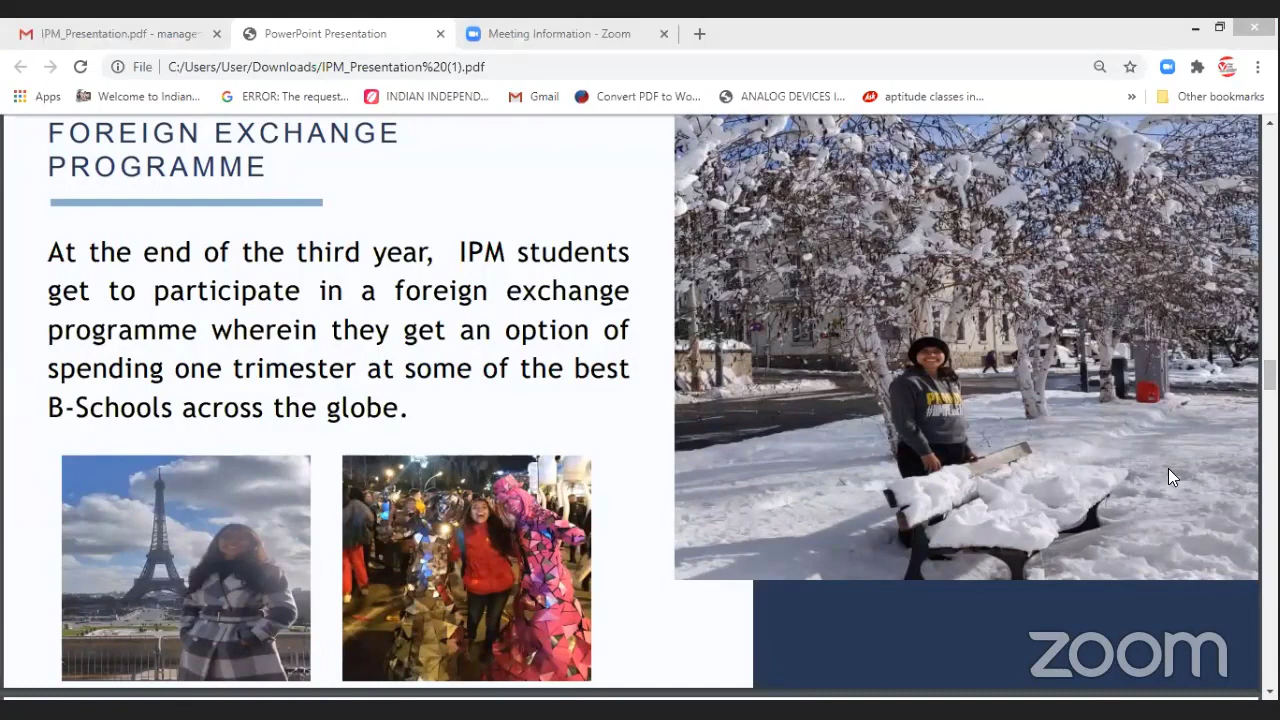 IPM_Presentation.pdf - manage
PowerPoint Presentation
Meeting Information - Zoom
File
C:/Users/User/Downloads/IPM_Presentation%20(1).pdf
Apps
Welcome to Indian...
ERROR: The request...
INDIAN INDEPEND...
Gmail
Convert PDF to Wo...
ANALOG DEVICES I...
Ask
aptitude classes in...
»
Other bookmarks
FOREIGN EXCHANGE
PROGRAMME
At the end of the third year, IPM students
get to participate in a foreign exchange
programme wherein they get an option of
spending one trimester at some of the best
B-Schools across the globe.
zoom